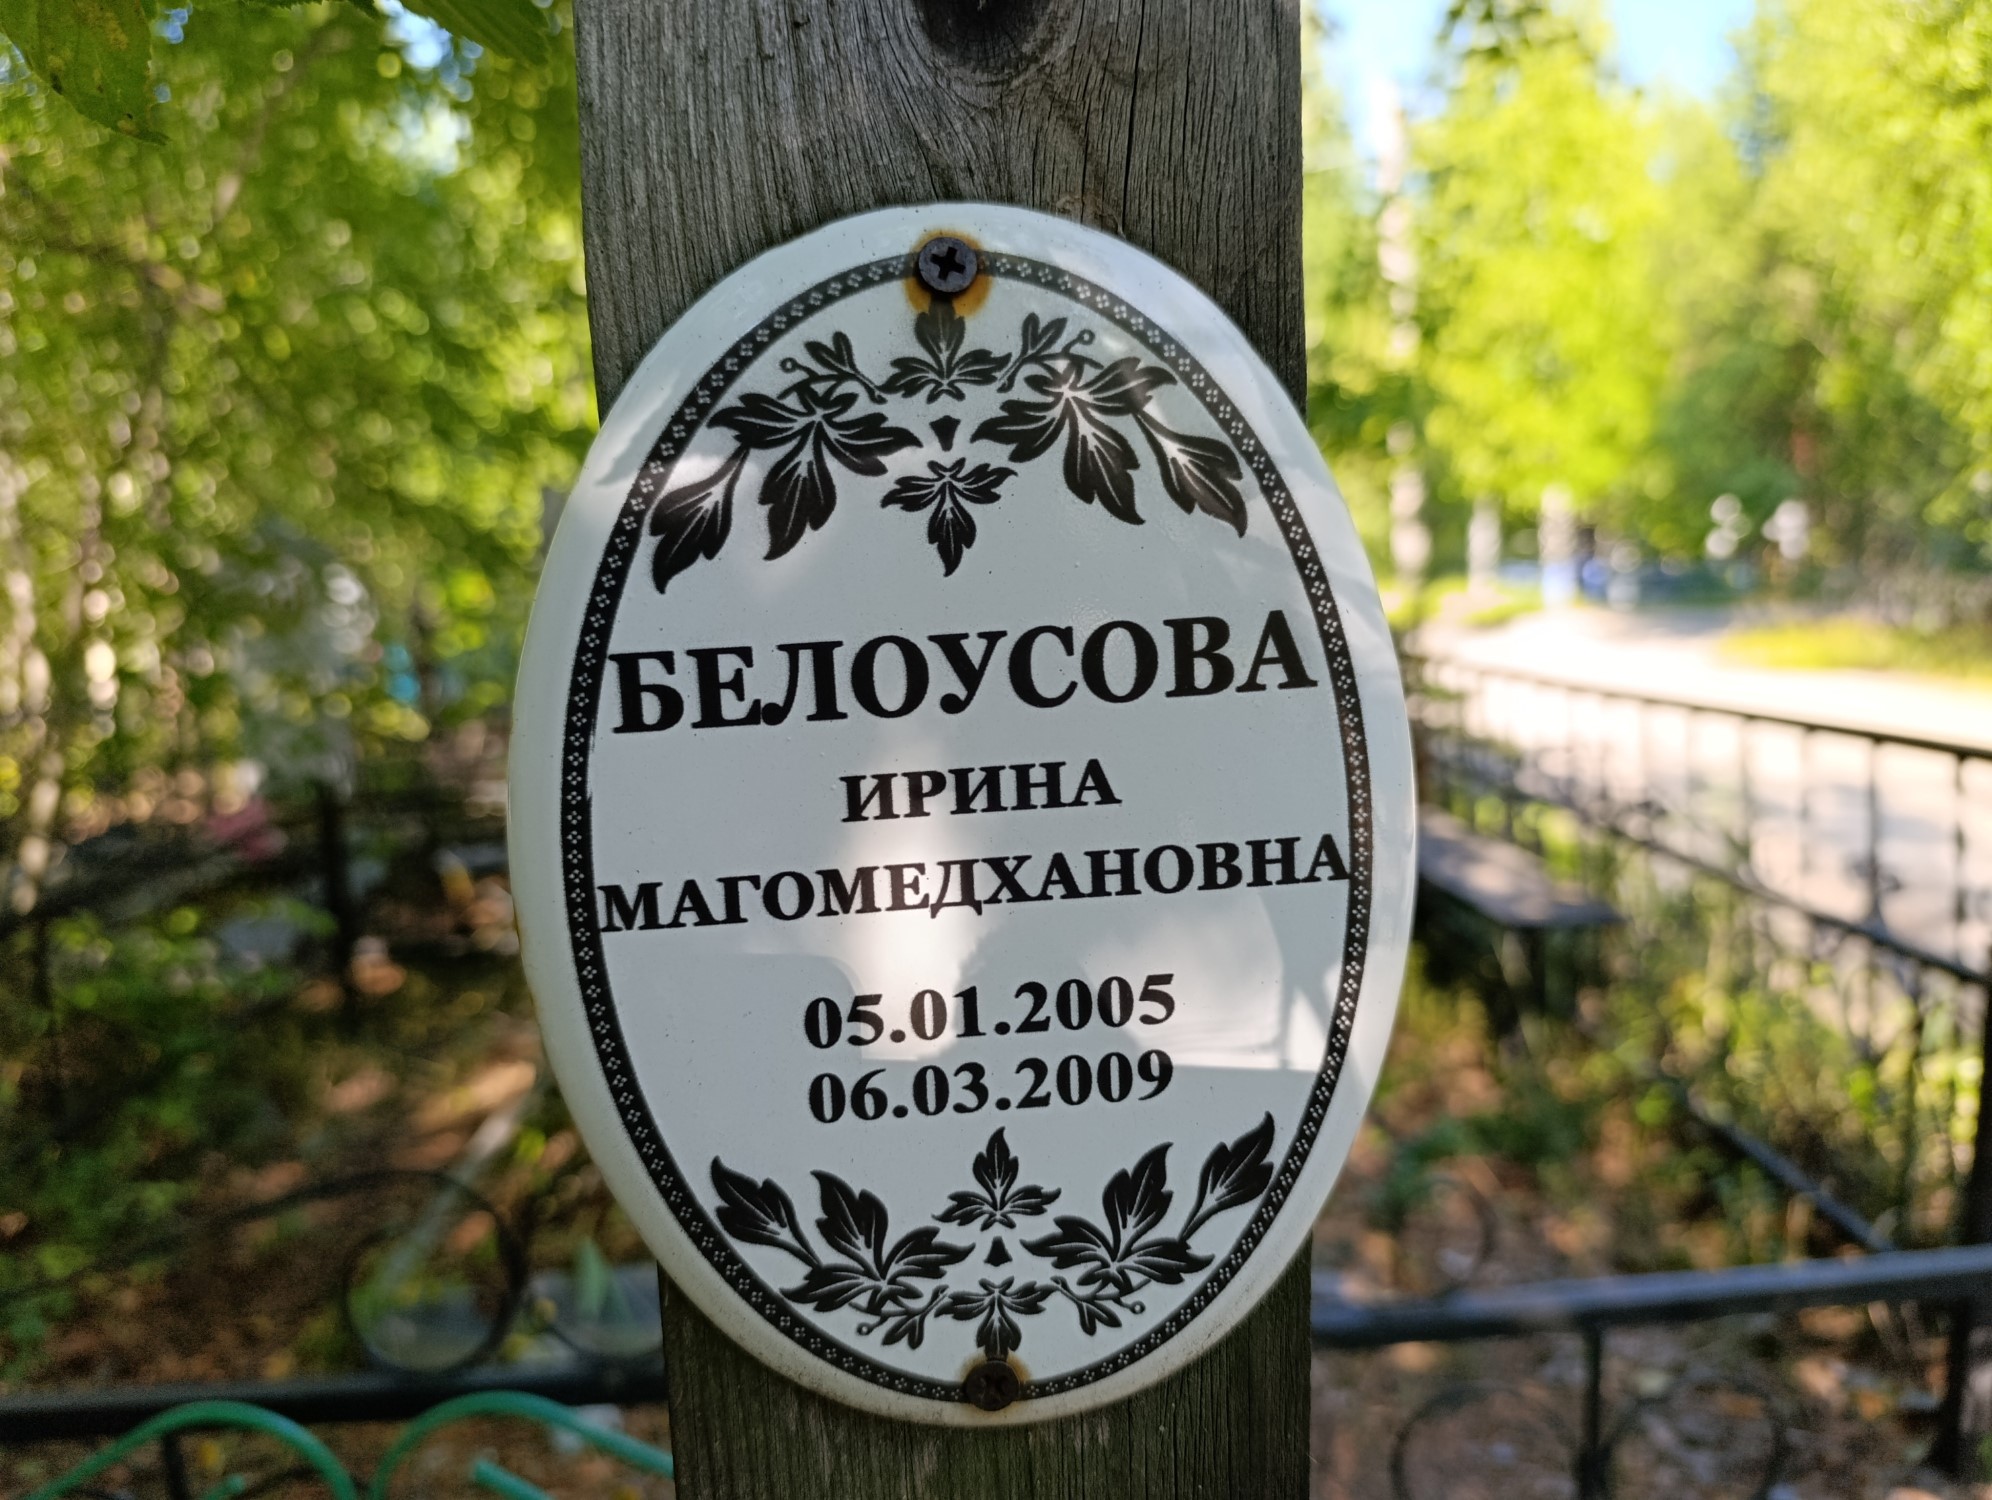 БЕЛОУСОВА
ИРИНА
МАГОМЕДХАНОВНА
05.01.2005
06.03.2009